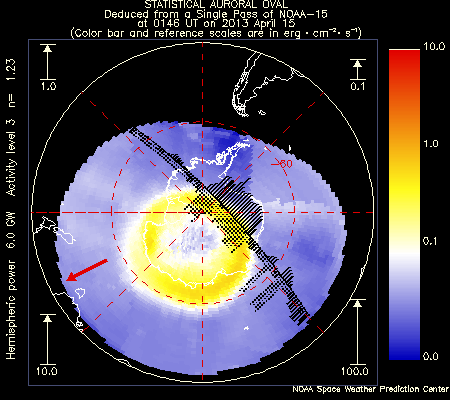 STATISTICAL AURORAL OVAL
Deduced from a Single Pass of NOAA-15
at 0146 UT on 2013 April 15
(Color bar and reference scales are in erg · cm⁻² · s⁻¹)
Hemispheric power 6.0 GW Activity level 3 n= 1.23
1.0
0.1
10.0
100.0
-60
10.0
1.0
0.1
0.0
NOAA Space Weather Prediction Center